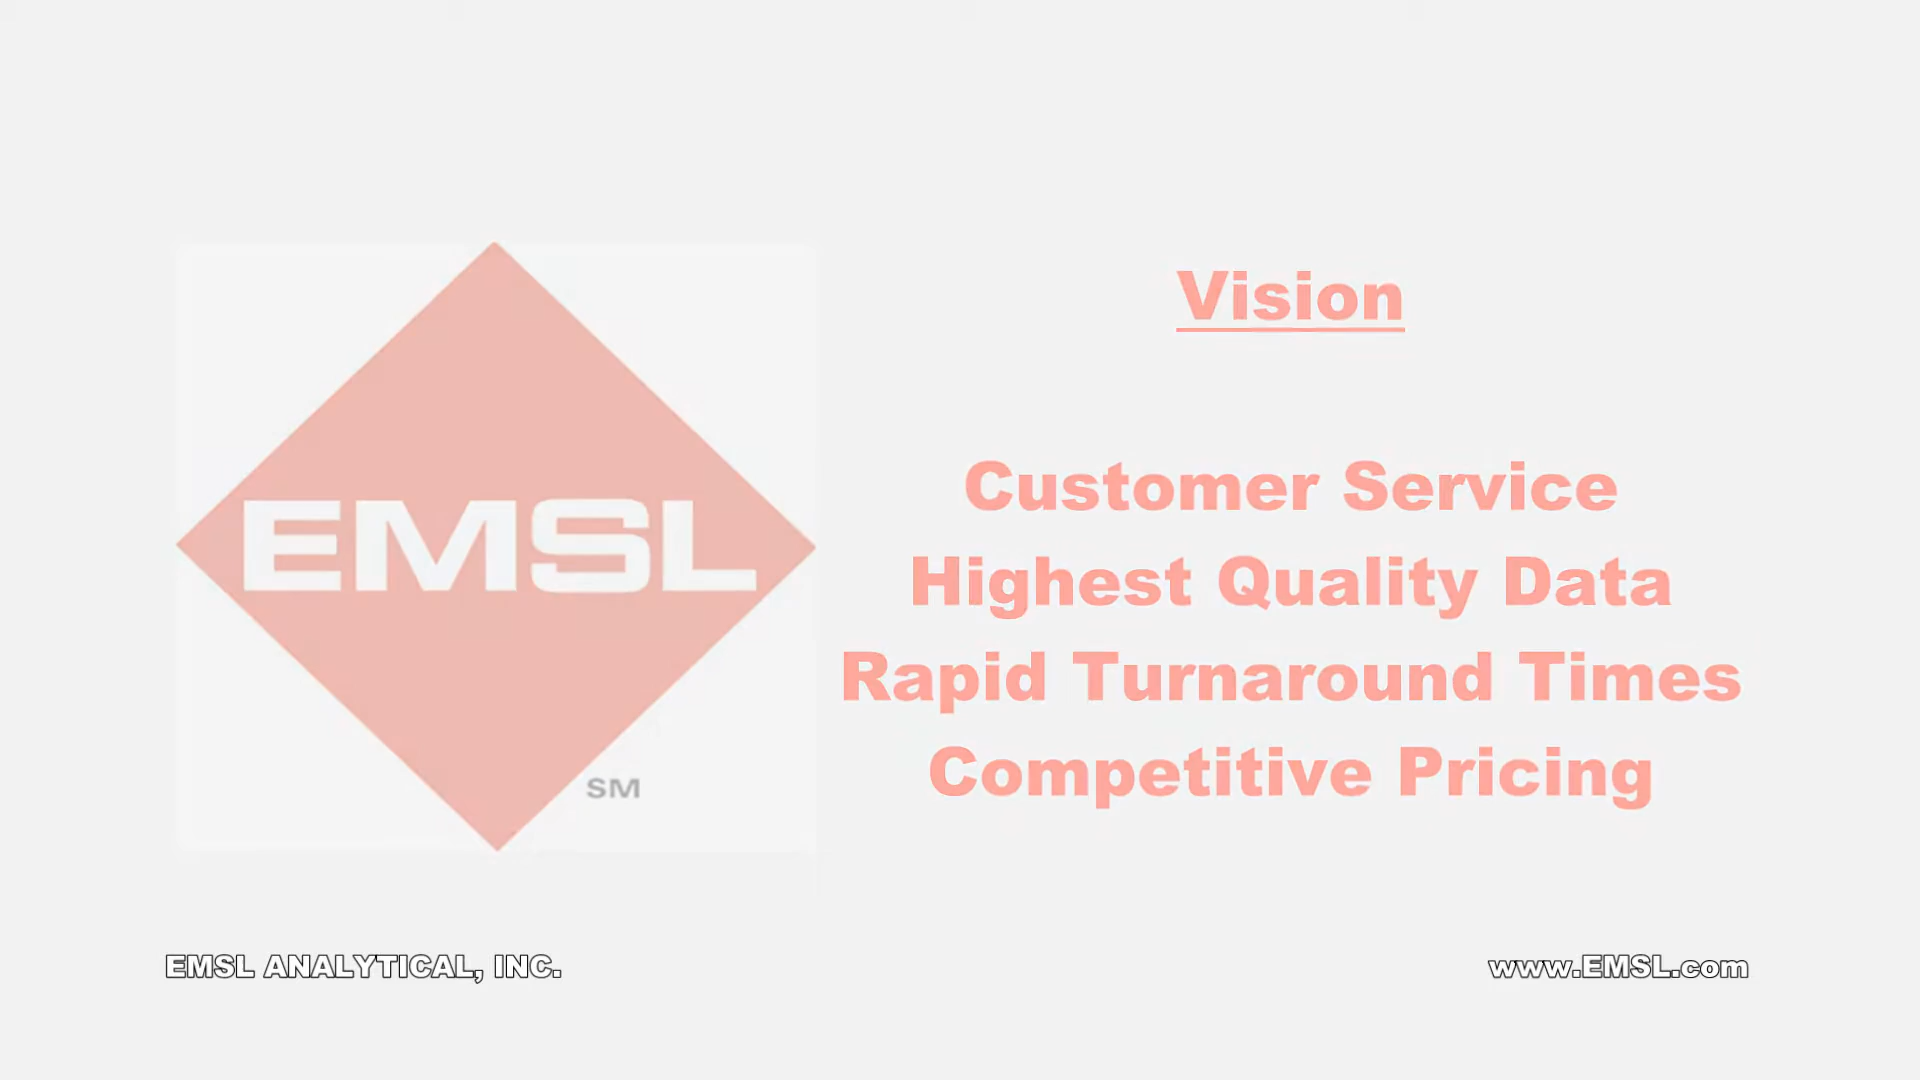 Vision
Customer Service
Highest Quality Data
Rapid Turnaround Times
Competitive Pricing
EMSL
SM
EMSL ANALYTICAL, INC.
www.EMSL.com